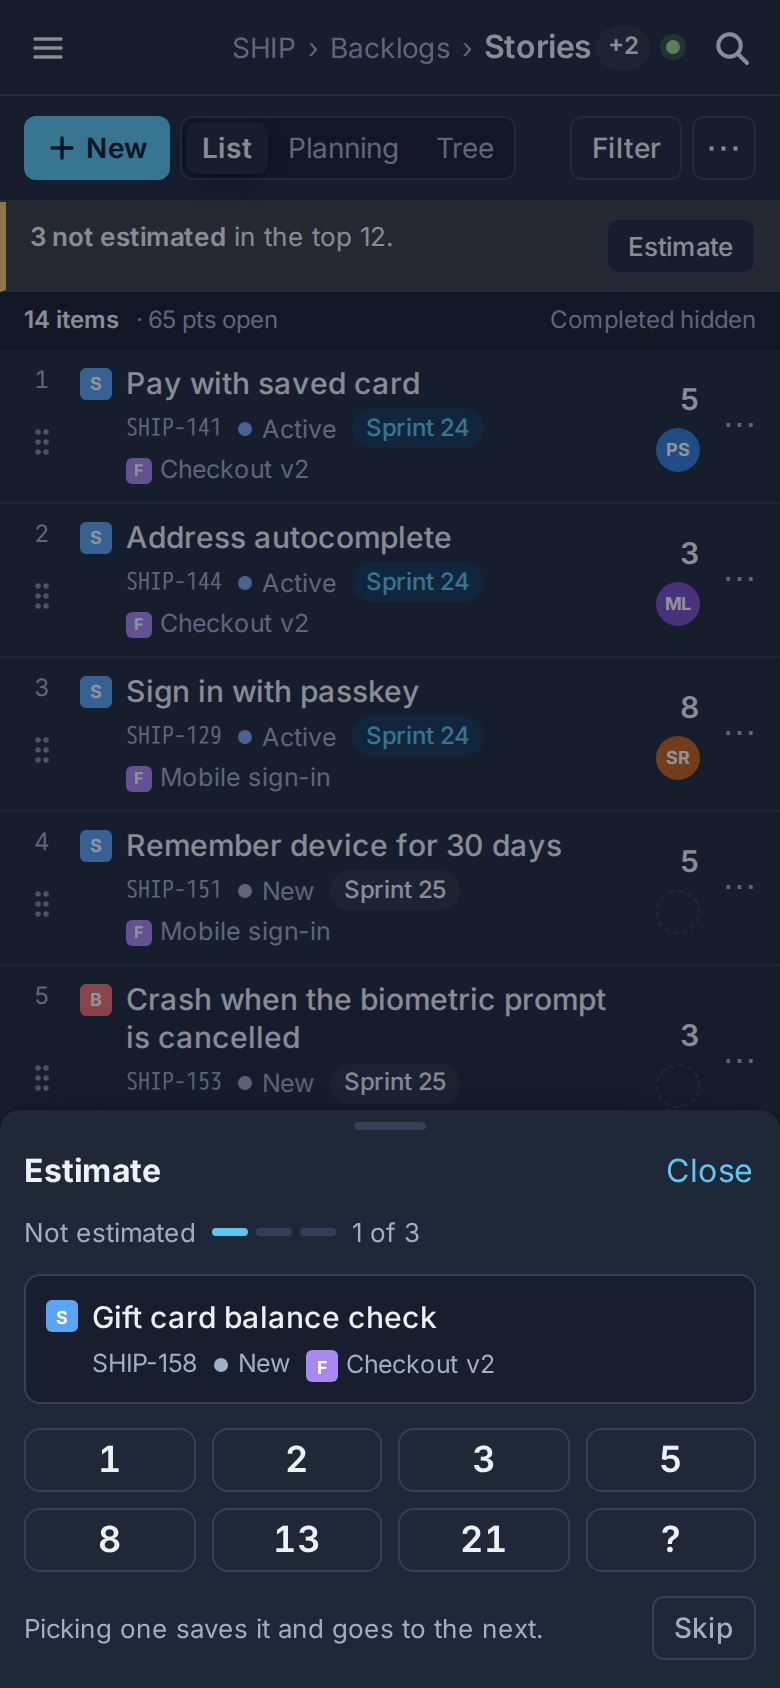 SHIP › Backlogs › Stories +2
+ New List Planning Tree Filter ...
3 not estimated in the top 12. Estimate
14 items · 65 pts open Completed hidden
1 S Pay with saved card 5
SHIP-141 Active Sprint 24 PS ...
F Checkout v2
2 S Address autocomplete 3
SHIP-144 Active Sprint 24 ML ...
F Checkout v2
3 S Sign in with passkey 8
SHIP-129 Active Sprint 24 SR ...
F Mobile sign-in
4 S Remember device for 30 days 5
SHIP-151 New Sprint 25 ...
F Mobile sign-in
5 B Crash when the biometric prompt
is cancelled 3
SHIP-153 New Sprint 25 ...
Estimate Close
Not estimated 1 of 3
S Gift card balance check
SHIP-158 New F Checkout v2
1 2 3 5
8 13 21 ?
Picking one saves it and goes to the next. Skip